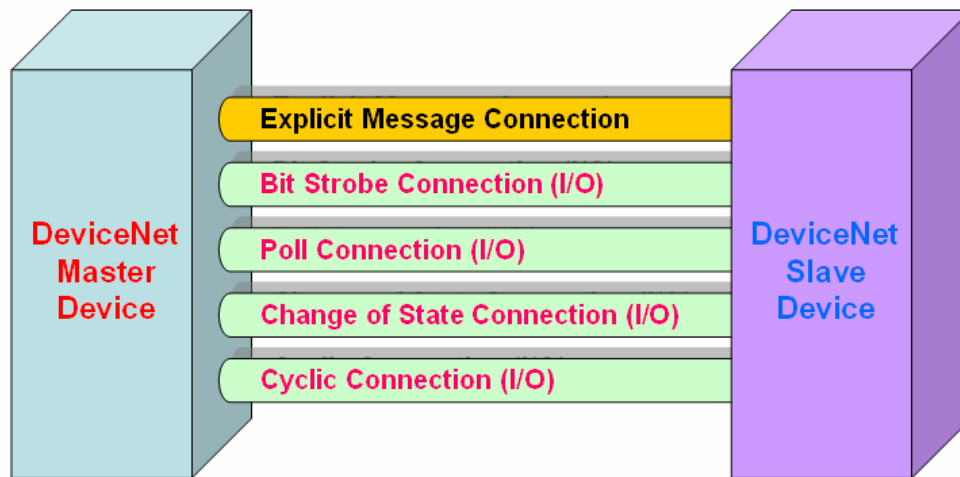 Explicit Message Connection
Bit Strobe Connection (I/O)
Poll Connection (I/O)
Change of State Connection (I/O)
Cyclic Connection (I/O)
DeviceNet
Master
Device
DeviceNet
Slave
Device